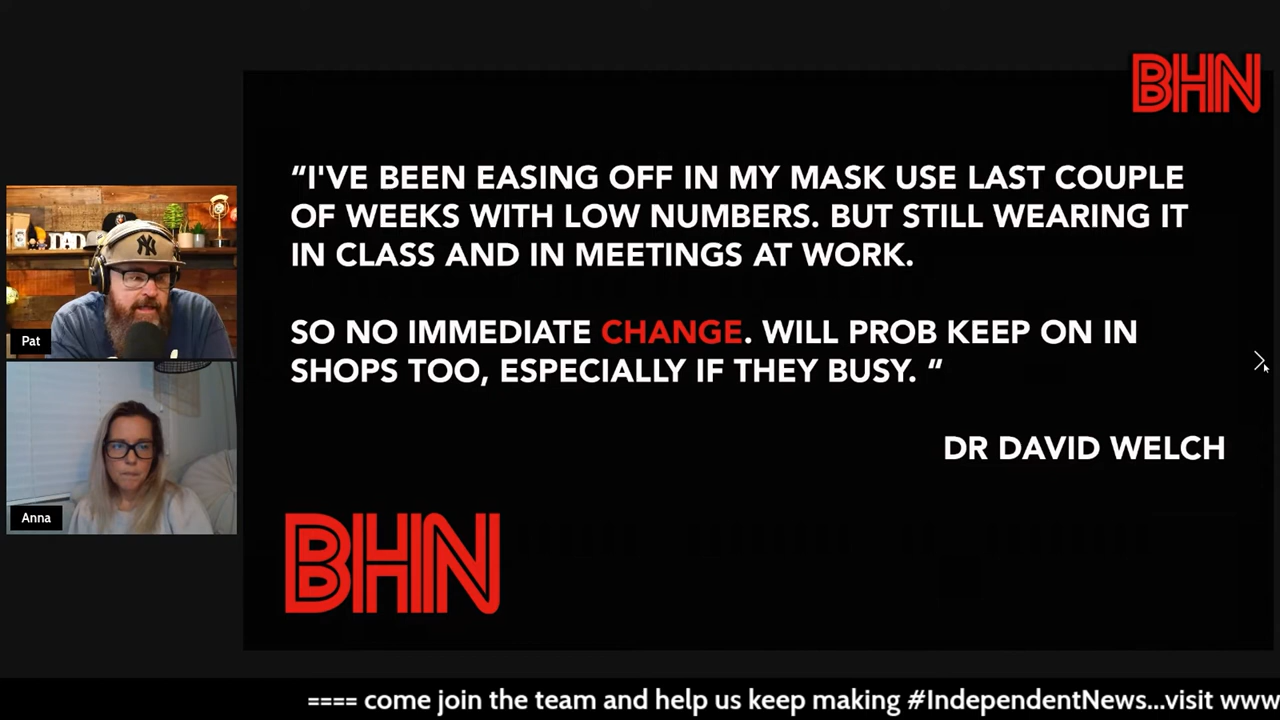 BHN
“I'VE BEEN EASING OFF IN MY MASK USE LAST COUPLE
OF WEEKS WITH LOW NUMBERS. BUT STILL WEARING IT
IN CLASS AND IN MEETINGS AT WORK.
SO NO IMMEDIATE CHANGE. WILL PROB KEEP ON IN
SHOPS TOO, ESPECIALLY IF THEY BUSY. “
DR DAVID WELCH
DAD
NY
Pat
Anna
BHN
==== come join the team and help us keep making #IndependentNews...visit www